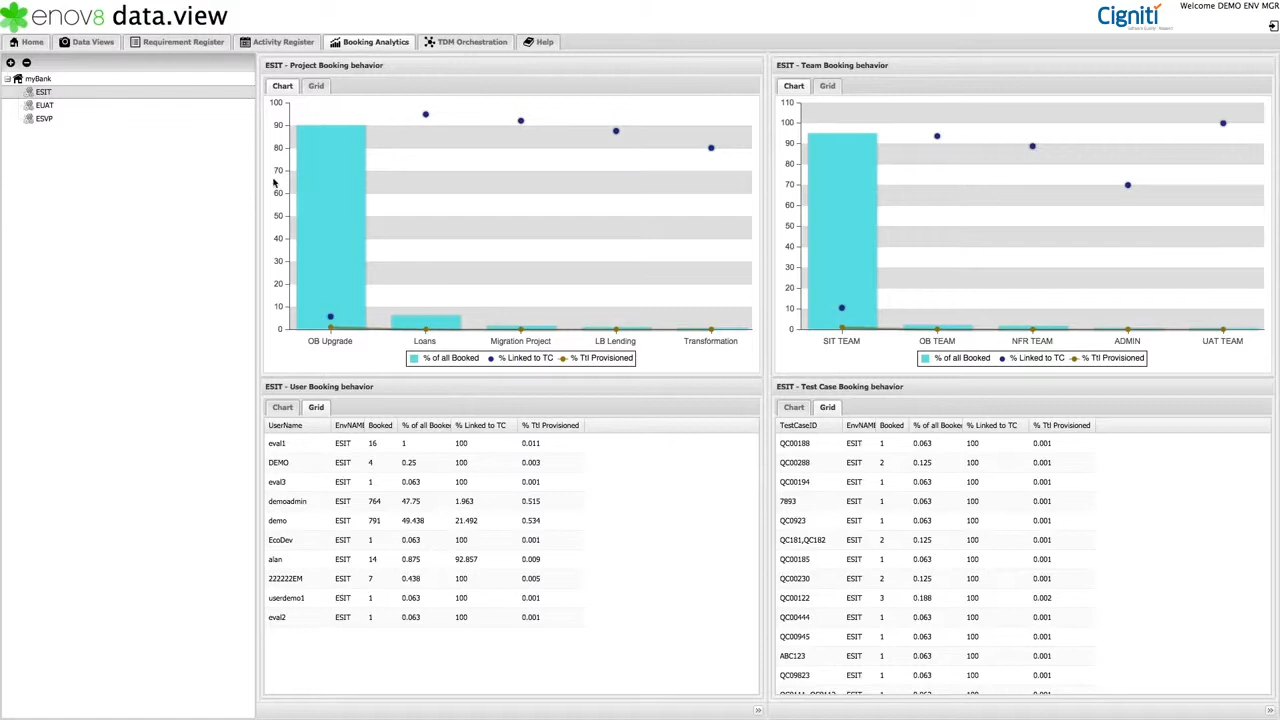 enov8 data.view
Cigniti
Welcome DEMO ENV MGR
Home Data Views Requirement Register Activity Register Booking Analytics TDM Orchestration Help
myBank
ESIT
EUAT
ESVP
ESIT - Project Booking behavior
Chart Grid
100
90
80
70
60
50
40
30
20
10
0
OB Upgrade Loans Migration Project LB Lending Transformation
% of all Booked % Linked to TC % Ttl Provisioned
ESIT - Team Booking behavior
Chart Grid
110
100
90
80
70
60
50
40
30
20
10
0
SIT TEAM OB TEAM NFR TEAM ADMIN UAT TEAM
% of all Booked % Linked to TC % Ttl Provisioned
ESIT - User Booking behavior
Chart Grid
UserName EnvNAME Booked % of all Booked % Linked to TC % Ttl Provisioned
eval1 ESIT 16 1 100 0.011
DEMO ESIT 4 0.25 100 0.003
eval3 ESIT 1 0.063 100 0.001
demoadmin ESIT 764 47.75 1.963 0.515
demo ESIT 791 49.438 21.492 0.534
EcoDev ESIT 1 0.063 100 0.001
alan ESIT 14 0.875 92.857 0.009
222222EM ESIT 7 0.438 100 0.005
userdemo1 ESIT 1 0.063 100 0.001
eval2 ESIT 1 0.063 100 0.001
ESIT - Test Case Booking behavior
Chart Grid
TestCaseID EnvNAME Booked % of all Booked % Linked to TC % Ttl Provisioned
QC00188 ESIT 1 0.063 100 0.001
QC00288 ESIT 2 0.125 100 0.001
QC00194 ESIT 1 0.063 100 0.001
7893 ESIT 1 0.063 100 0.001
QC0923 ESIT 1 0.063 100 0.001
QC181,QC182 ESIT 2 0.125 100 0.001
QC00185 ESIT 1 0.063 100 0.001
QC00230 ESIT 2 0.125 100 0.001
QC00122 ESIT 3 0.188 100 0.002
QC00444 ESIT 1 0.063 100 0.001
QC00945 ESIT 1 0.063 100 0.001
ABC123 ESIT 1 0.063 100 0.001
QC09823 ESIT 1 0.063 100 0.001